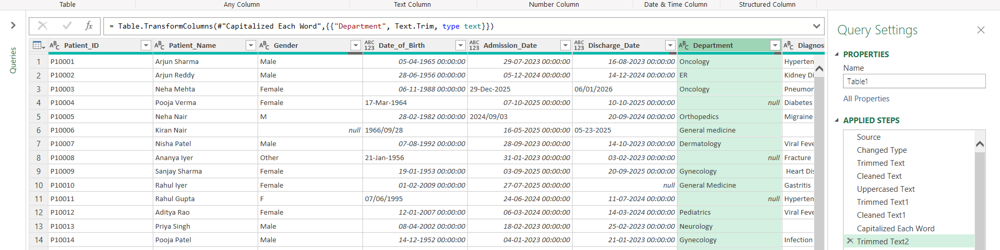 Table Any Column Text Column Number Column Date & Time Column Structured Column
fx = Table.TransformColumns(#"Capitalized Each Word",{{"Department", Text.Trim, type text}})
Queries
ABC Patient_ID ABC Patient_Name ABC Gender ABC 123 Date_of_Birth ABC 123 Admission_Date ABC 123 Discharge_Date ABC Department ABC Diagnosi
1 P10001 Arjun Sharma Male 05-04-1965 00:00:00 29-07-2023 00:00:00 16-08-2023 00:00:00 Oncology Hyperten
2 P10002 Arjun Reddy Male 28-06-1956 00:00:00 05-12-2024 00:00:00 14-12-2024 00:00:00 ER Kidney Di
3 P10003 Neha Mehta Female 06-11-1988 00:00:00 29-Dec-2025 06/01/2026 Oncology Pneumor
4 P10004 Pooja Verma Female 17-Mar-1964 07-10-2025 00:00:00 10-10-2025 00:00:00 null Diabetes
5 P10005 Neha Nair M 28-02-1982 00:00:00 2024/09/03 20-09-2024 00:00:00 Orthopedics Migraine
6 P10006 Kiran Nair null 1966/09/28 16-05-2025 00:00:00 05-23-2025 General medicine
7 P10007 Nisha Patel Male 07-08-1992 00:00:00 28-09-2023 00:00:00 14-10-2023 00:00:00 Dermatology Viral Feve
8 P10008 Ananya Iyer Other 21-Jan-1956 31-01-2023 00:00:00 03-02-2023 00:00:00 null Fracture
9 P10009 Sanjay Sharma Female 19-01-1953 00:00:00 03-09-2025 00:00:00 20-09-2025 00:00:00 Gynecology Heart Dis
10 P10010 Rahul Iyer Female 01-02-2009 00:00:00 27-07-2025 00:00:00 null General Medicine Gastritis
11 P10011 Rahul Gupta F 07/06/1995 24-06-2024 00:00:00 11-07-2024 00:00:00 null Hyperten
12 P10012 Aditya Rao Female 12-01-2007 00:00:00 06-03-2024 00:00:00 14-03-2024 00:00:00 Pediatrics Viral Feve
13 P10013 Priya Singh Male 08-04-2002 00:00:00 18-02-2023 00:00:00 25-02-2023 00:00:00 Neurology
14 P10014 Pooja Patel Male 14-12-1952 00:00:00 04-01-2023 00:00:00 21-01-2023 00:00:00 Gynecology Infection
Query Settings
PROPERTIES
Name
Table1
All Properties
APPLIED STEPS
Source
Changed Type
Trimmed Text
Cleaned Text
Uppercased Text
Trimmed Text1
Cleaned Text1
Capitalized Each Word
Trimmed Text2